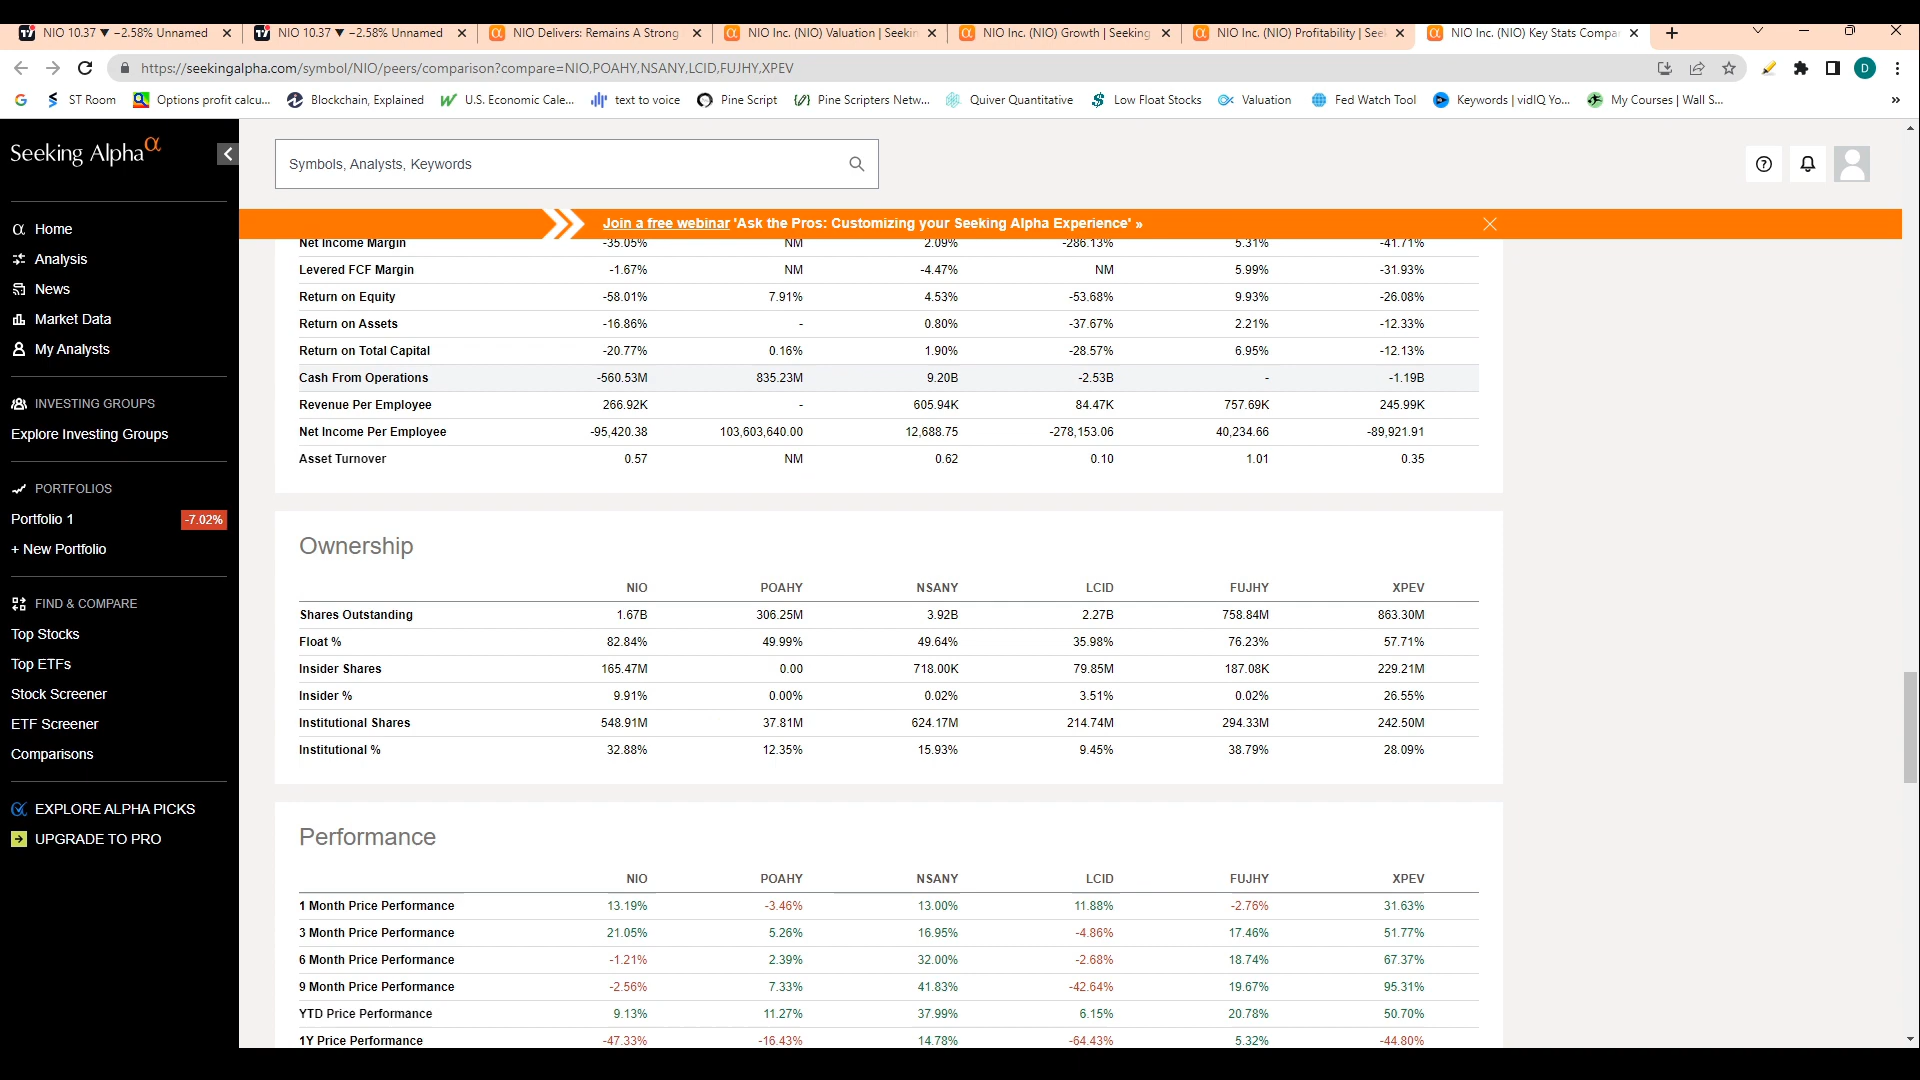 NIO 10.37 ▼ −2.58% Unnamed
NIO 10.37 ▼ −2.58% Unnamed
NIO Delivers: Remains A Strong
NIO Inc. (NIO) Valuation | Seekin
NIO Inc. (NIO) Growth | Seeking
NIO Inc. (NIO) Profitability | See
NIO Inc. (NIO) Key Stats Compar
https://seekingalpha.com/symbol/NIO/peers/comparison?compare=NIO,POAHY,NSANY,LCID,FUJHY,XPEV
D
ST Room
Options profit calcu...
Blockchain, Explained
U.S. Economic Cale...
text to voice
Pine Script
Pine Scripters Netw...
Quiver Quantitative
Low Float Stocks
Valuation
Fed Watch Tool
Keywords | vidIQ Yo...
My Courses | Wall S...
»
Seeking Alpha α
Symbols, Analysts, Keywords
Join a free webinar 'Ask the Pros: Customizing your Seeking Alpha Experience' »
Home
Analysis
News
Market Data
My Analysts
INVESTING GROUPS
Explore Investing Groups
PORTFOLIOS
Portfolio 1 -7.02%
+ New Portfolio
FIND & COMPARE
Top Stocks
Top ETFs
Stock Screener
ETF Screener
Comparisons
EXPLORE ALPHA PICKS
UPGRADE TO PRO
Net Income Margin -35.05% NM 2.09% -286.13% 5.31% -41.71%
Levered FCF Margin -1.67% NM -4.47% NM 5.99% -31.93%
Return on Equity -58.01% 7.91% 4.53% -53.68% 9.93% -26.08%
Return on Assets -16.86% - 0.80% -37.67% 2.21% -12.33%
Return on Total Capital -20.77% 0.16% 1.90% -28.57% 6.95% -12.13%
Cash From Operations -560.53M 835.23M 9.20B -2.53B - -1.19B
Revenue Per Employee 266.92K - 605.94K 84.47K 757.69K 245.99K
Net Income Per Employee -95,420.38 103,603,640.00 12,688.75 -278,153.06 40,234.66 -89,921.91
Asset Turnover 0.57 NM 0.62 0.10 1.01 0.35
Ownership
NIO POAHY NSANY LCID FUJHY XPEV
Shares Outstanding 1.67B 306.25M 3.92B 2.27B 758.84M 863.30M
Float % 82.84% 49.99% 49.64% 35.98% 76.23% 57.71%
Insider Shares 165.47M 0.00 718.00K 79.85M 187.08K 229.21M
Insider % 9.91% 0.00% 0.02% 3.51% 0.02% 26.55%
Institutional Shares 548.91M 37.81M 624.17M 214.74M 294.33M 242.50M
Institutional % 32.88% 12.35% 15.93% 9.45% 38.79% 28.09%
Performance
NIO POAHY NSANY LCID FUJHY XPEV
1 Month Price Performance 13.19% -3.46% 13.00% 11.88% -2.76% 31.63%
3 Month Price Performance 21.05% 5.26% 16.95% -4.86% 17.46% 51.77%
6 Month Price Performance -1.21% 2.39% 32.00% -2.68% 18.74% 67.37%
9 Month Price Performance -2.56% 7.33% 41.83% -42.64% 19.67% 95.31%
YTD Price Performance 9.13% 11.27% 37.99% 6.15% 20.78% 50.70%
1Y Price Performance -47.33% -16.43% 14.78% -64.43% 5.32% -44.80%